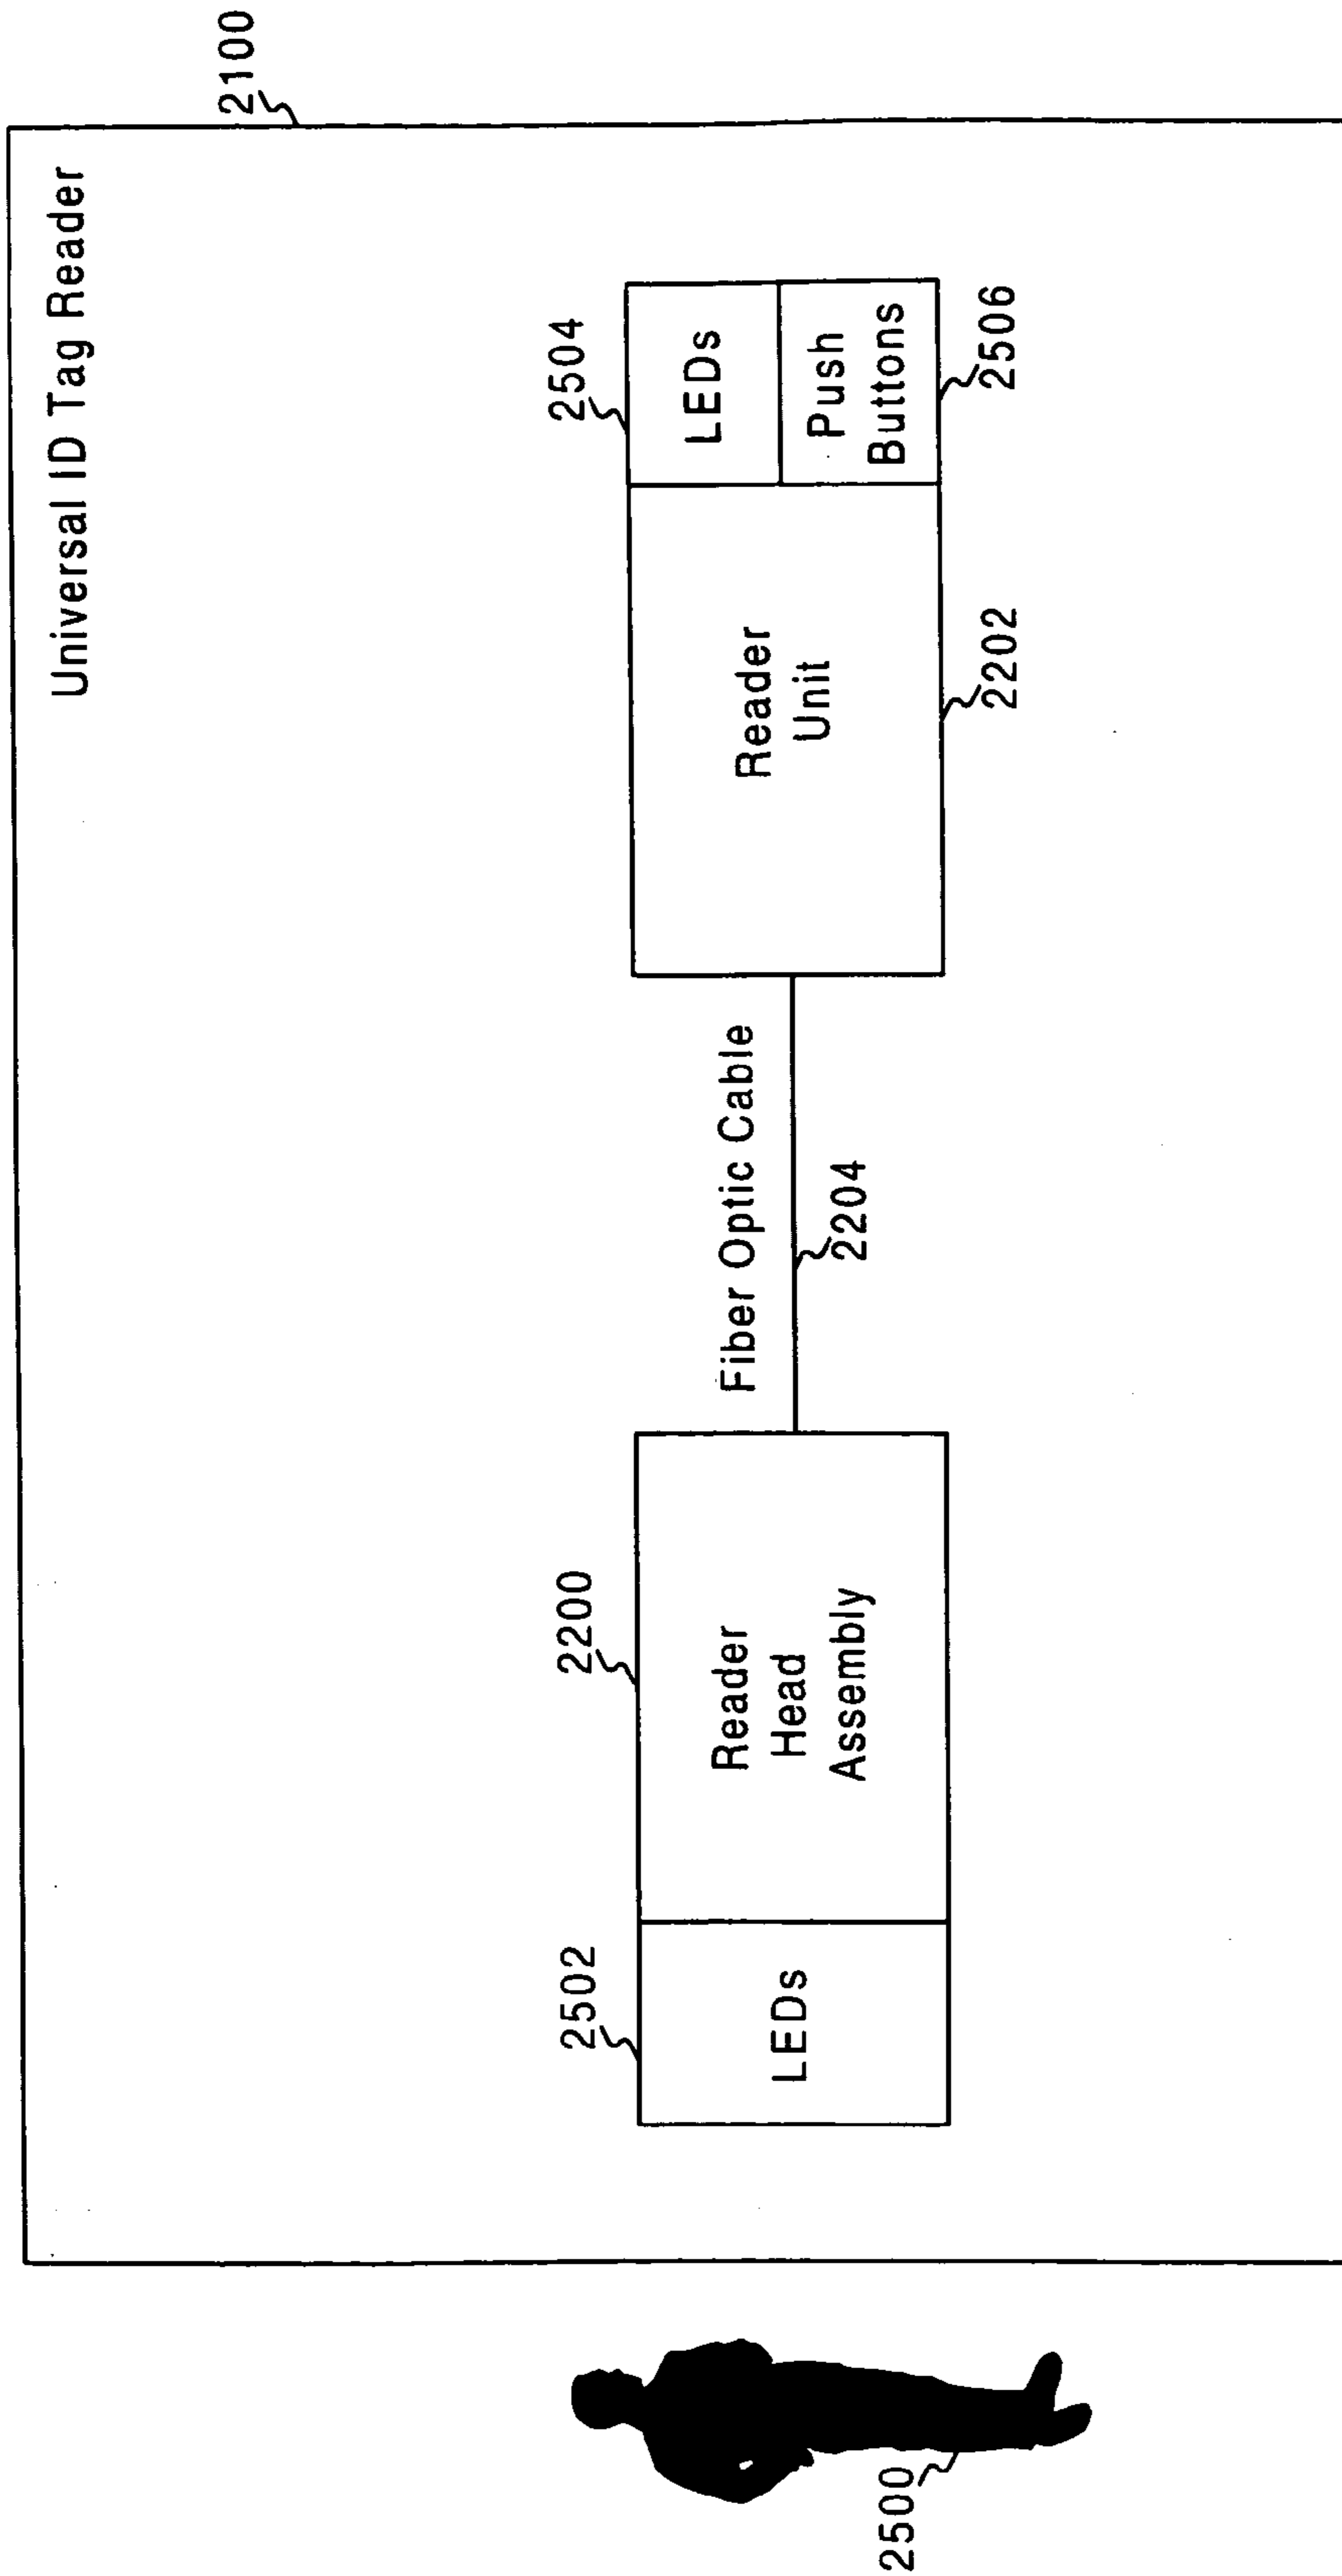 Universal ID Tag Reader
2100
2502
2200
2504
LEDs
Reader
Head
Assembly
Fiber Optic Cable
2204
Reader
Unit
LEDs
Push
Buttons
2202
2506
2500